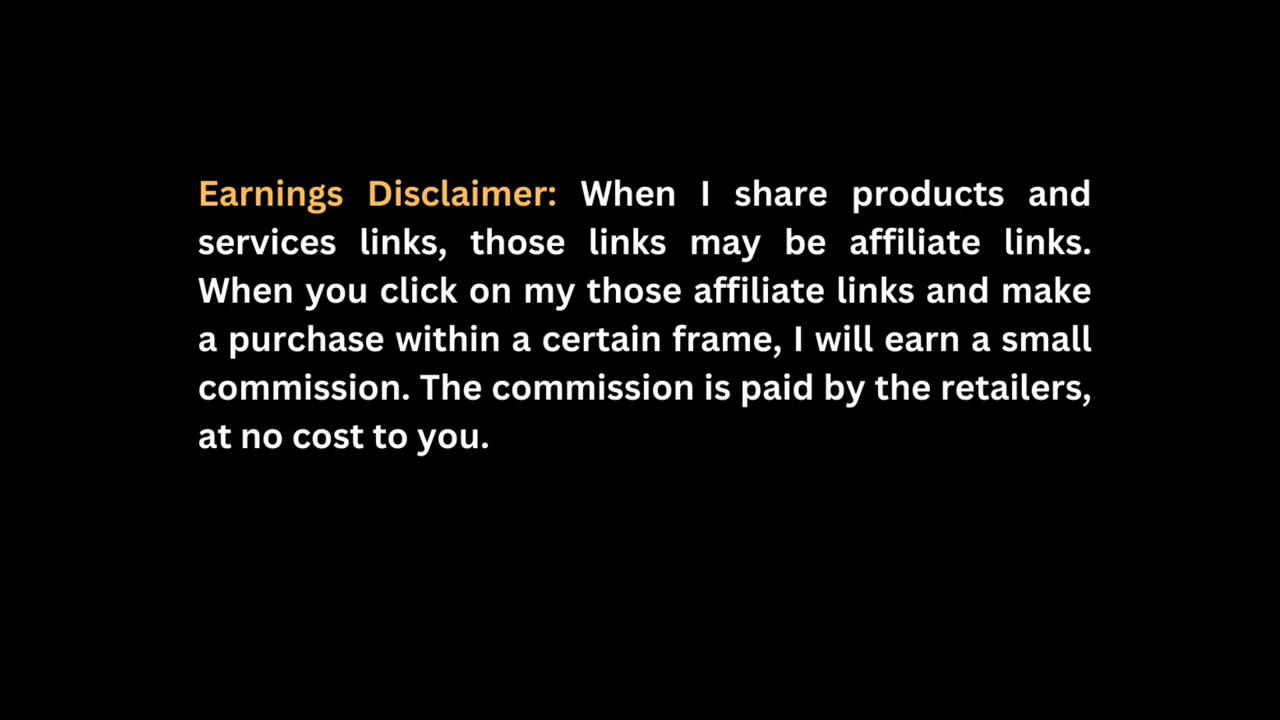 Earnings Disclaimer: When I share products and
services links, those links may be affiliate links.
When you click on my those affiliate links and make
a purchase within a certain frame, I will earn a small
commission. The commission is paid by the retailers,
at no cost to you.